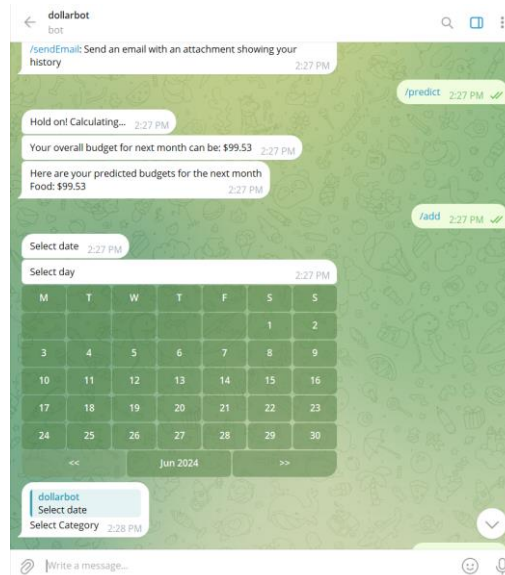 dollarbot
bot
/sendEmail: Send an email with an attachment showing your
history
2:27 PM
/predict 2:27 PM
Hold on! Calculating... 2:27 PM
Your overall budget for next month can be: $99.53 2:27 PM
Here are your predicted budgets for the next month
Food: $99.53
2:27 PM
/add 2:27 PM
Select date 2:27 PM
Select day 2:27 PM
M T W T F S S
1 2
3 4 5 6 7 8 9
10 11 12 13 14 15 16
17 18 19 20 21 22 23
24 25 26 27 28 29 30
<< Jun 2024 >>
dollarbot
Select date
Select Category 2:28 PM
Write a message...